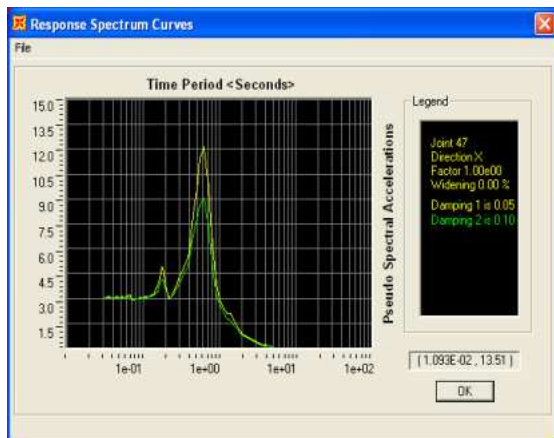 Response Spectrum Curves
File
Time Period <Seconds>
15.0
13.5
12.0
10.5
9.0
7.5
6.0
4.5
3.0
1.5
1e-01
1e+00
1e+01
1e+02
Pseudo Spectral Accelerations
Legend
Joint 47
Direction X
Factor 1.00e00
Widening 0.00 %
Damping 1 is 0.05
Damping 2 is 0.10
(1.093E-02 , 13.51 )
OK